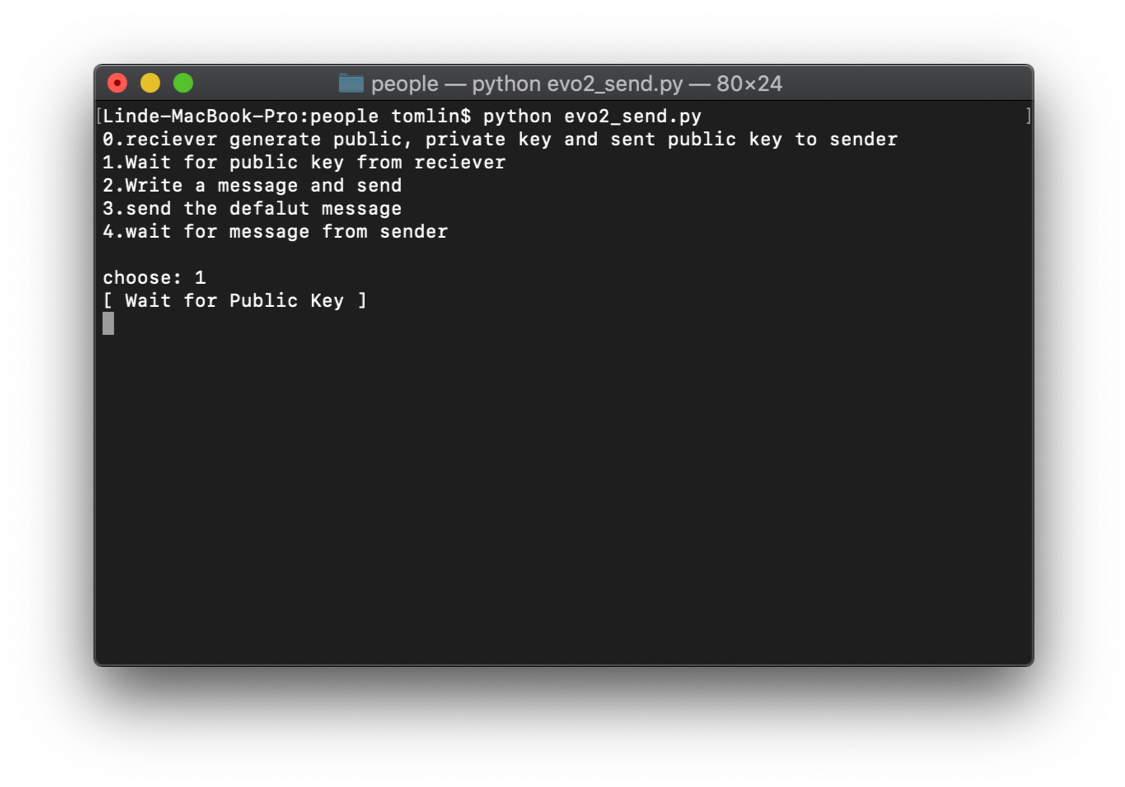 people — python evo2_send.py — 80×24
[Linde-MacBook-Pro:people tomlin$ python evo2_send.py ]
0.reciever generate public, private key and sent public key to sender
1.Wait for public key from reciever
2.Write a message and send
3.send the defalut message
4.wait for message from sender
choose: 1
[ Wait for Public Key ]